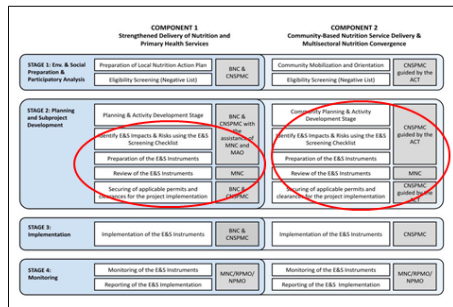 COMPONENT 1
Strengthened Delivery of Nutrition and
Primary Health Services
COMPONENT 2
Community-Based Nutrition Service Delivery &
Multisectoral Nutrition Convergence
STAGE 1: Env. & Social
Preparation &
Participatory Analysis
Preparation of Local Nutrition Action Plan
Eligibility Screening (Negative List)
BNC &
CNSPMC
Community Mobilization and Orientation
Eligibility Screening (Negative List)
CNSPMC
guided by the
ACT
STAGE 2: Planning
and Subproject
Development
Planning & Activity Development Stage
Identify E&S Impacts & Risks using the E&S
Screening Checklist
Preparation of the E&S Instruments
Review of the E&S Instruments
Securing of applicable permits and
clearances for the project implementation
BNC &
CNSPMC with
the
assistance of
MNC and
MAO
MNC
BNC &
CNSPMC
Community Planning & Activity
Development Stage
Identify E&S Impacts & Risks using the E&S
Screening Checklist
Preparation of the E&S Instruments
Review of the E&S Instruments
Securing of applicable permits and
clearances for the project implementation
CNSPMC
guided by the
ACT
MNC
CNSPMC
guided by the
ACT
STAGE 3:
Implementation
Implementation of the E&S Instruments
BNC &
CNSPMC
Implementation of the E&S Instruments
CNSPMC
STAGE 4:
Monitoring
Monitoring of the E&S Instruments
Reporting of the E&S Implementation
MNC/RPMO/
NPMO
Monitoring of the E&S Instruments
Reporting of the E&S Implementation
MNC/RPMO/
NPMO